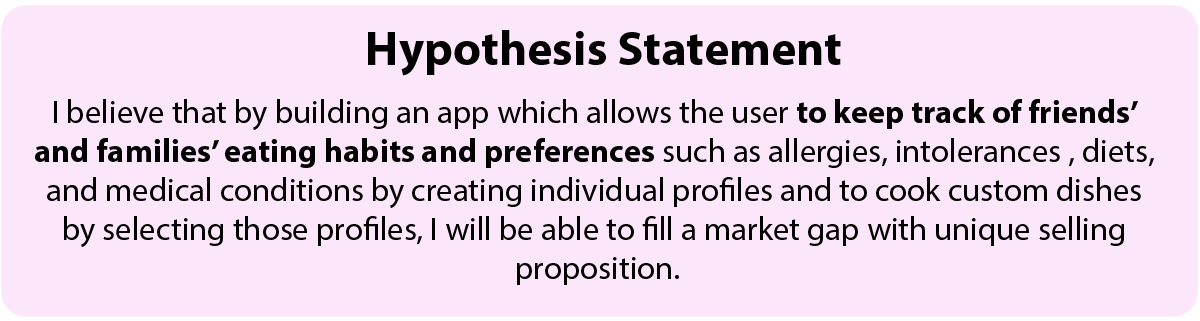 Hypothesis Statement
I believe that by building an app which allows the user to keep track of friends’
and families’ eating habits and preferences such as allergies, intolerances , diets,
and medical conditions by creating individual profiles and to cook custom dishes
by selecting those profiles, I will be able to fill a market gap with unique selling
proposition.